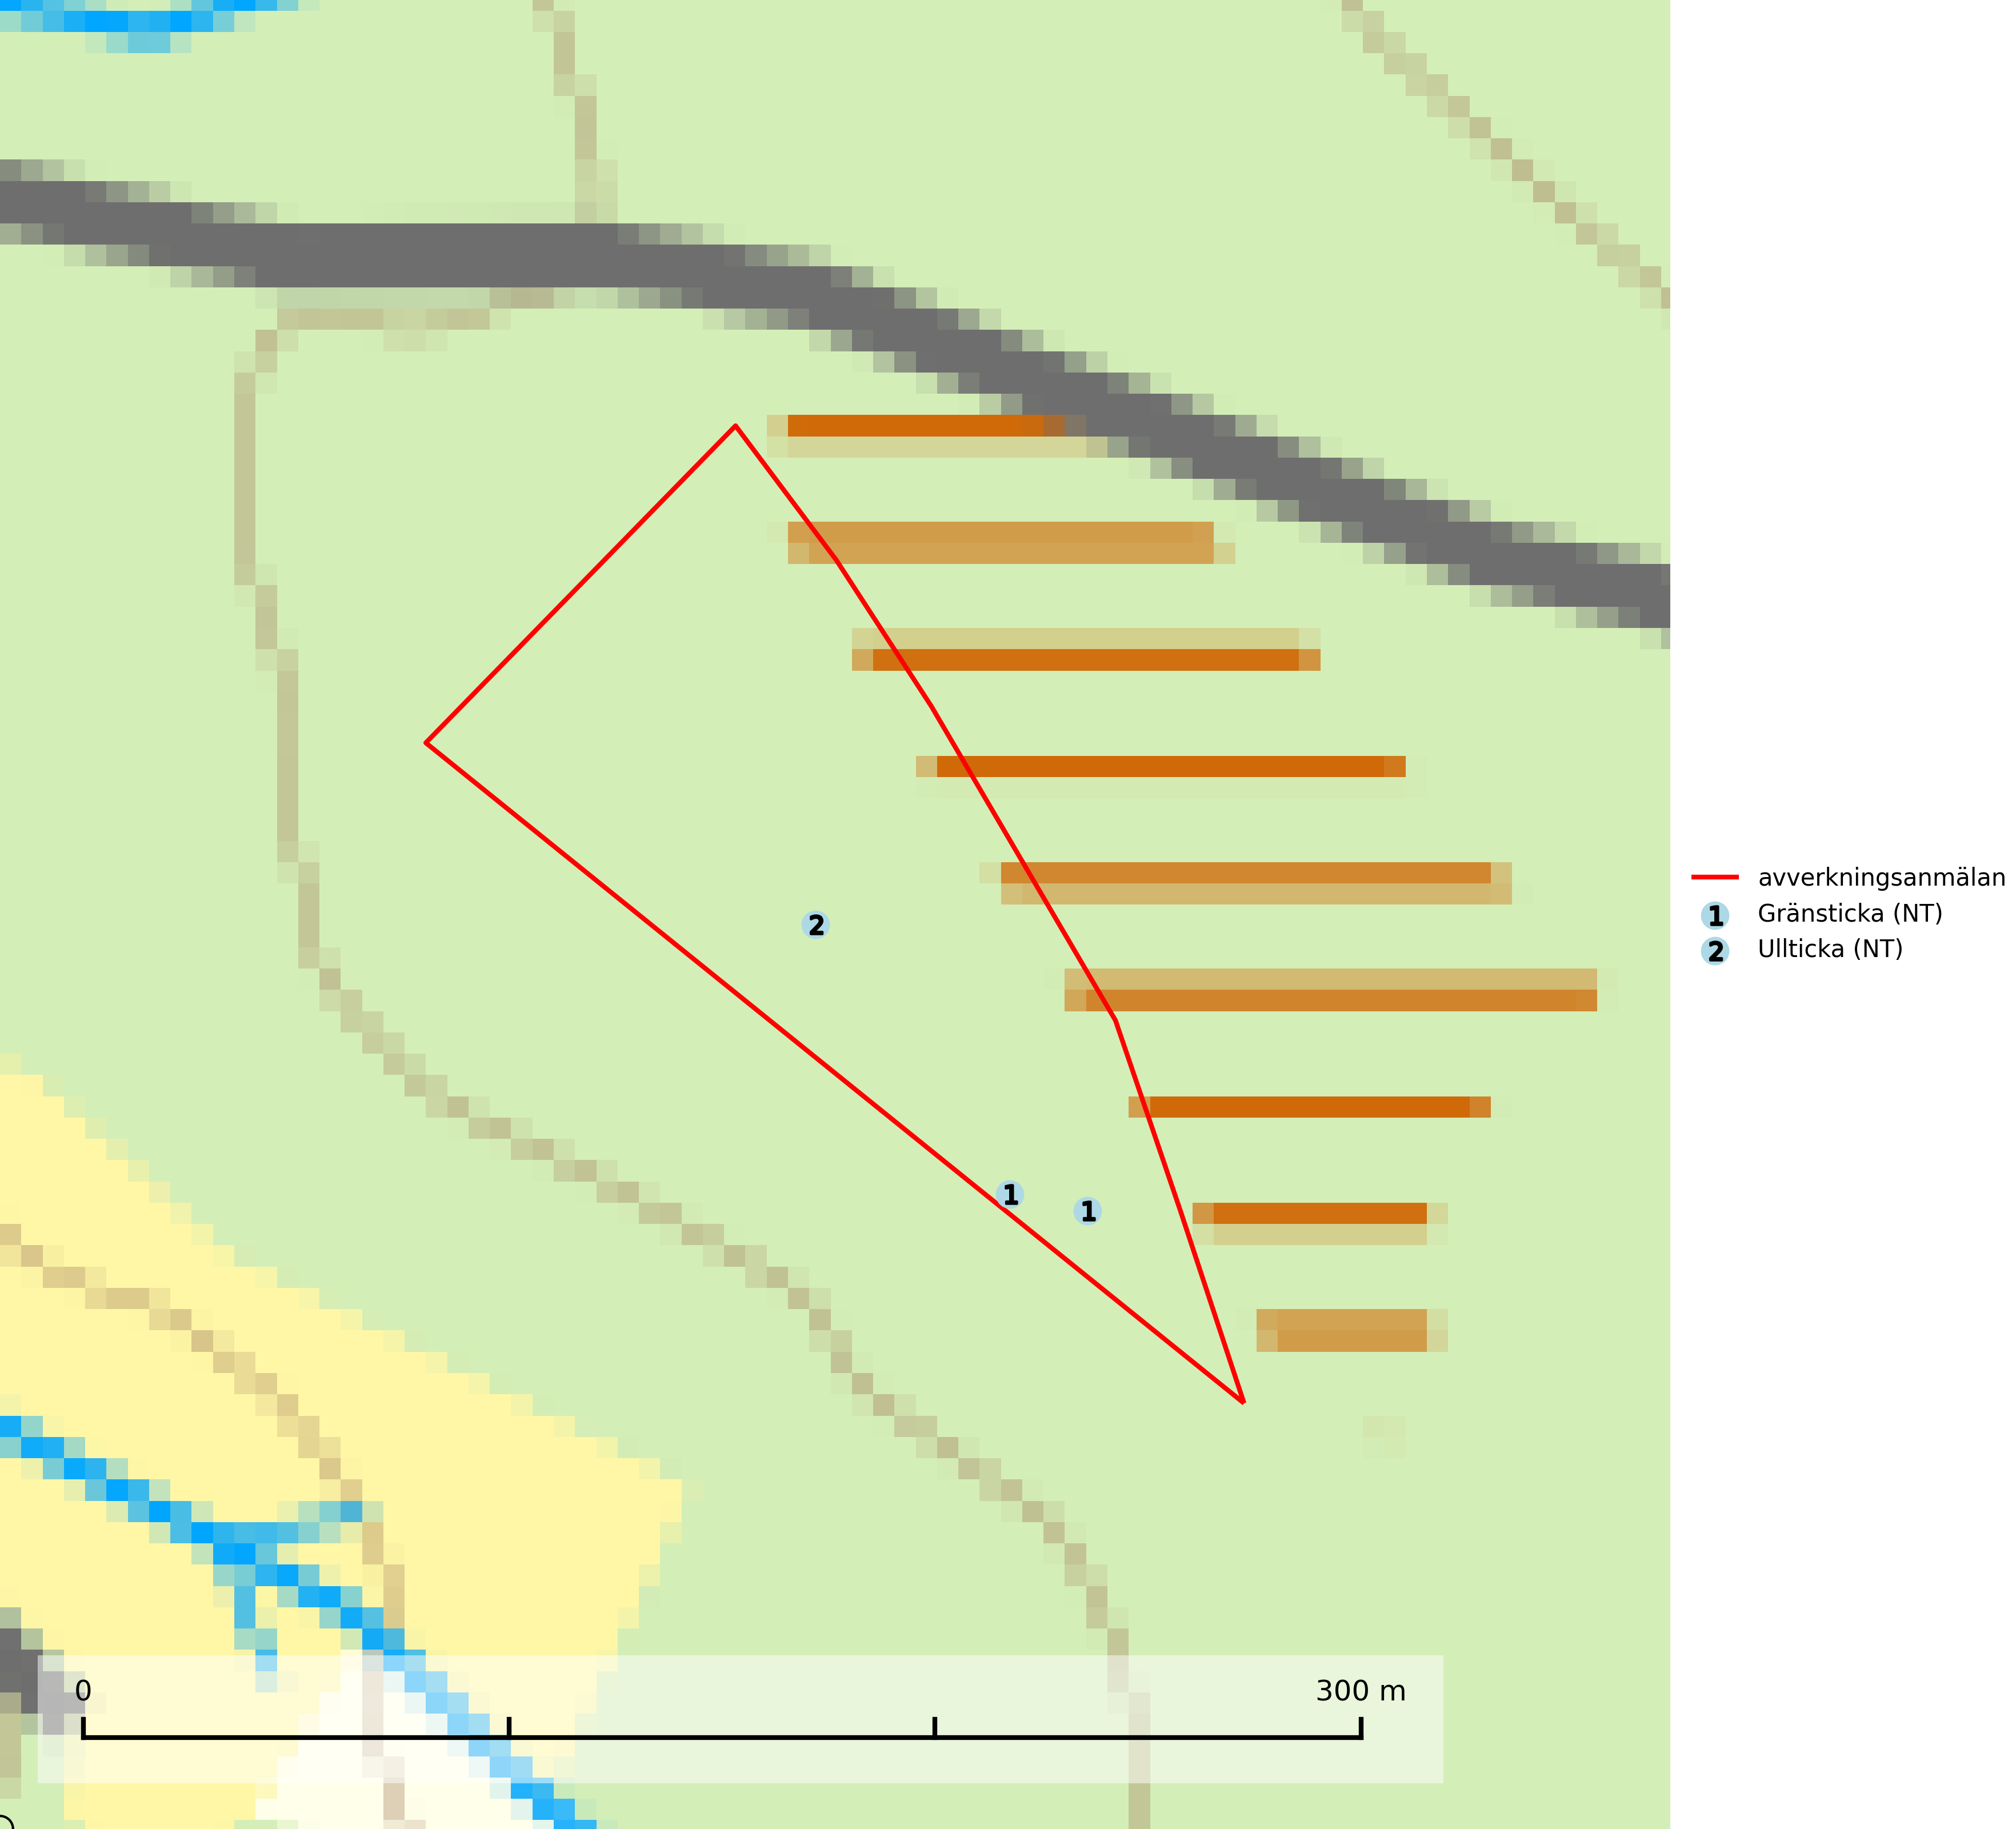 avverkningsanmälan
1 Gränsticka (NT)
2 Ullticka (NT)
2
1
1
0 300 m